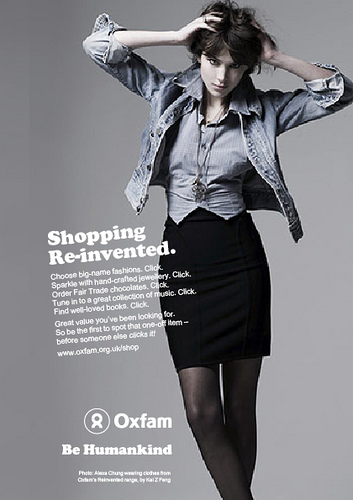 Shopping
Re-invented.
Choose big-name fashions. Click.
Sparkle with hand-crafted jewellery. Click.
Order Fair Trade chocolates. Click.
Tune in to a great collection of music. Click.
Find well-loved books. Click.
Great value you've been looking for.
So be the first to spot that one-off item –
before someone else clicks it!
www.oxfam.org.uk/shop
Oxfam
Be Humankind
Photo: Alexa Chung wearing clothes from
Oxfam's Reinvented range, by Kai Z Feng